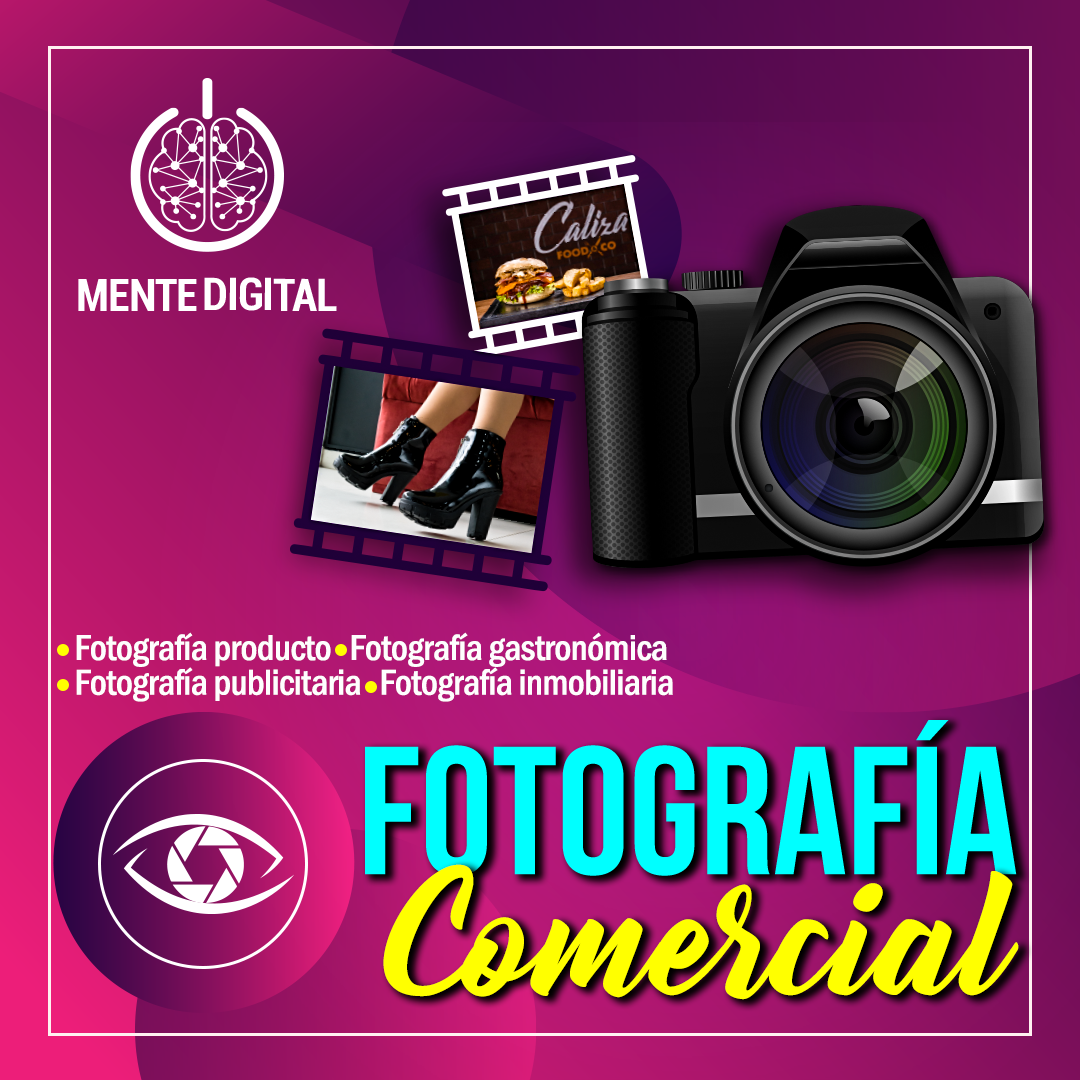 MENTE DIGITAL
Caliza
FOOD & CO
• Fotografía producto • Fotografía gastronómica
• Fotografía publicitaria • Fotografía inmobiliaria
FOTOGRAFÍA
Comercial